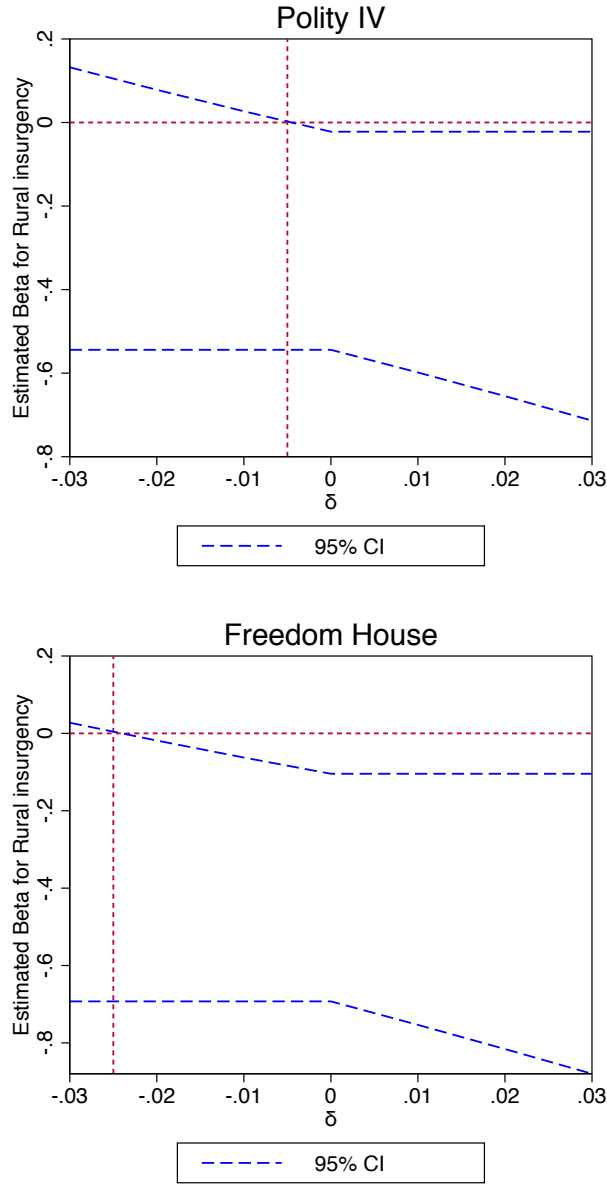 Polity IV
Estimated Beta for Rural insurgency
.2
0
-.2
-.4
-.6
-.8
-.03 -.02 -.01 0 .01 .02 .03
δ
95% CI
Freedom House
Estimated Beta for Rural insurgency
.2
0
-.2
-.4
-.6
-.8
-.03 -.02 -.01 0 .01 .02 .03
δ
95% CI